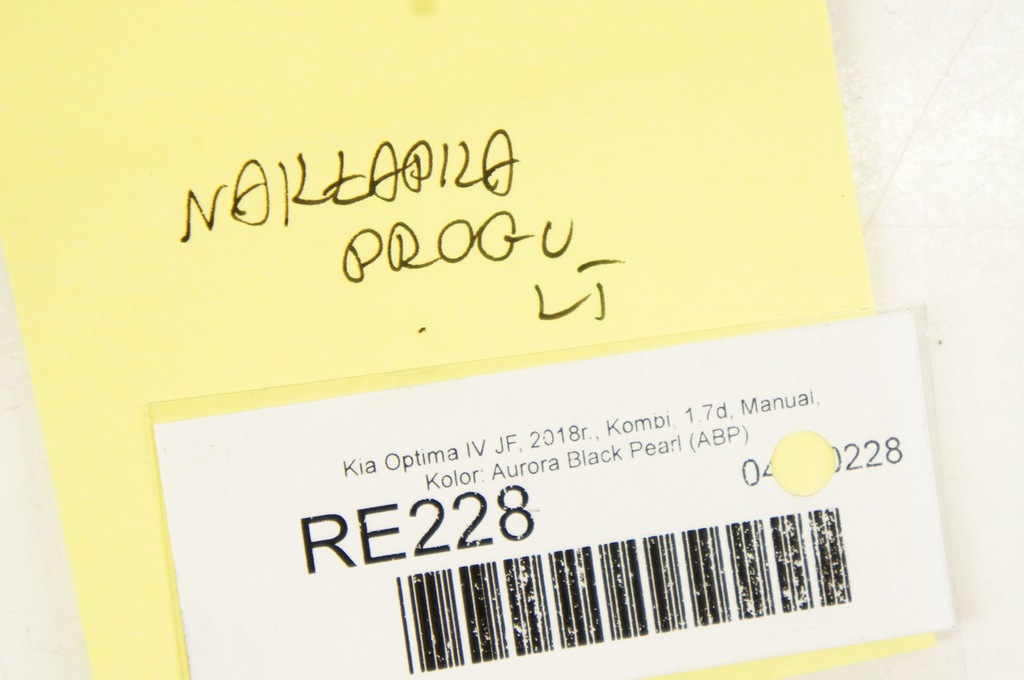 NAKŁADKA
PROGU
LT
Kia Optima IV JF, 2018r., Kombi, 1.7d, Manual,
Kolor: Aurora Black Pearl (ABP)
RE228